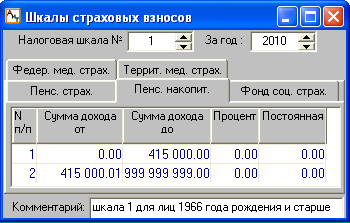 Шкалы страховых взносов
Налоговая шкала № 1 За год : 2010
Федер. мед. страх. Террит. мед. страх.
Пенс. страх. Пенс. накопит. Фонд соц. страх.
N п/п Сумма дохода от Сумма дохода до Процент Постоянная
1 0.00 415 000.00 0.00 0.00
2 415 000.01 999 999 999.00 0.00 0.00
Комментарий: шкала 1 для лиц 1966 года рождения и старше